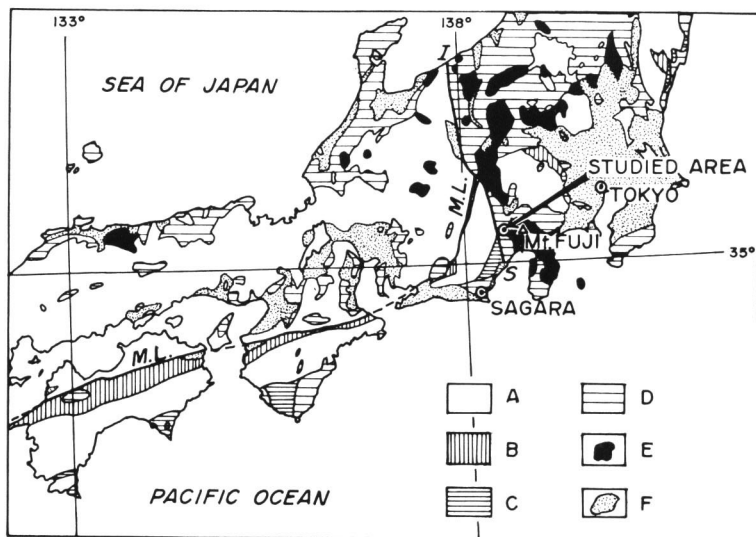 133°
138°
SEA OF JAPAN
I
M.L.
STUDIED AREA
TOKYO
Mt. FUJI
35°
S
SAGARA
M.L.
PACIFIC OCEAN
A
D
B
E
C
F